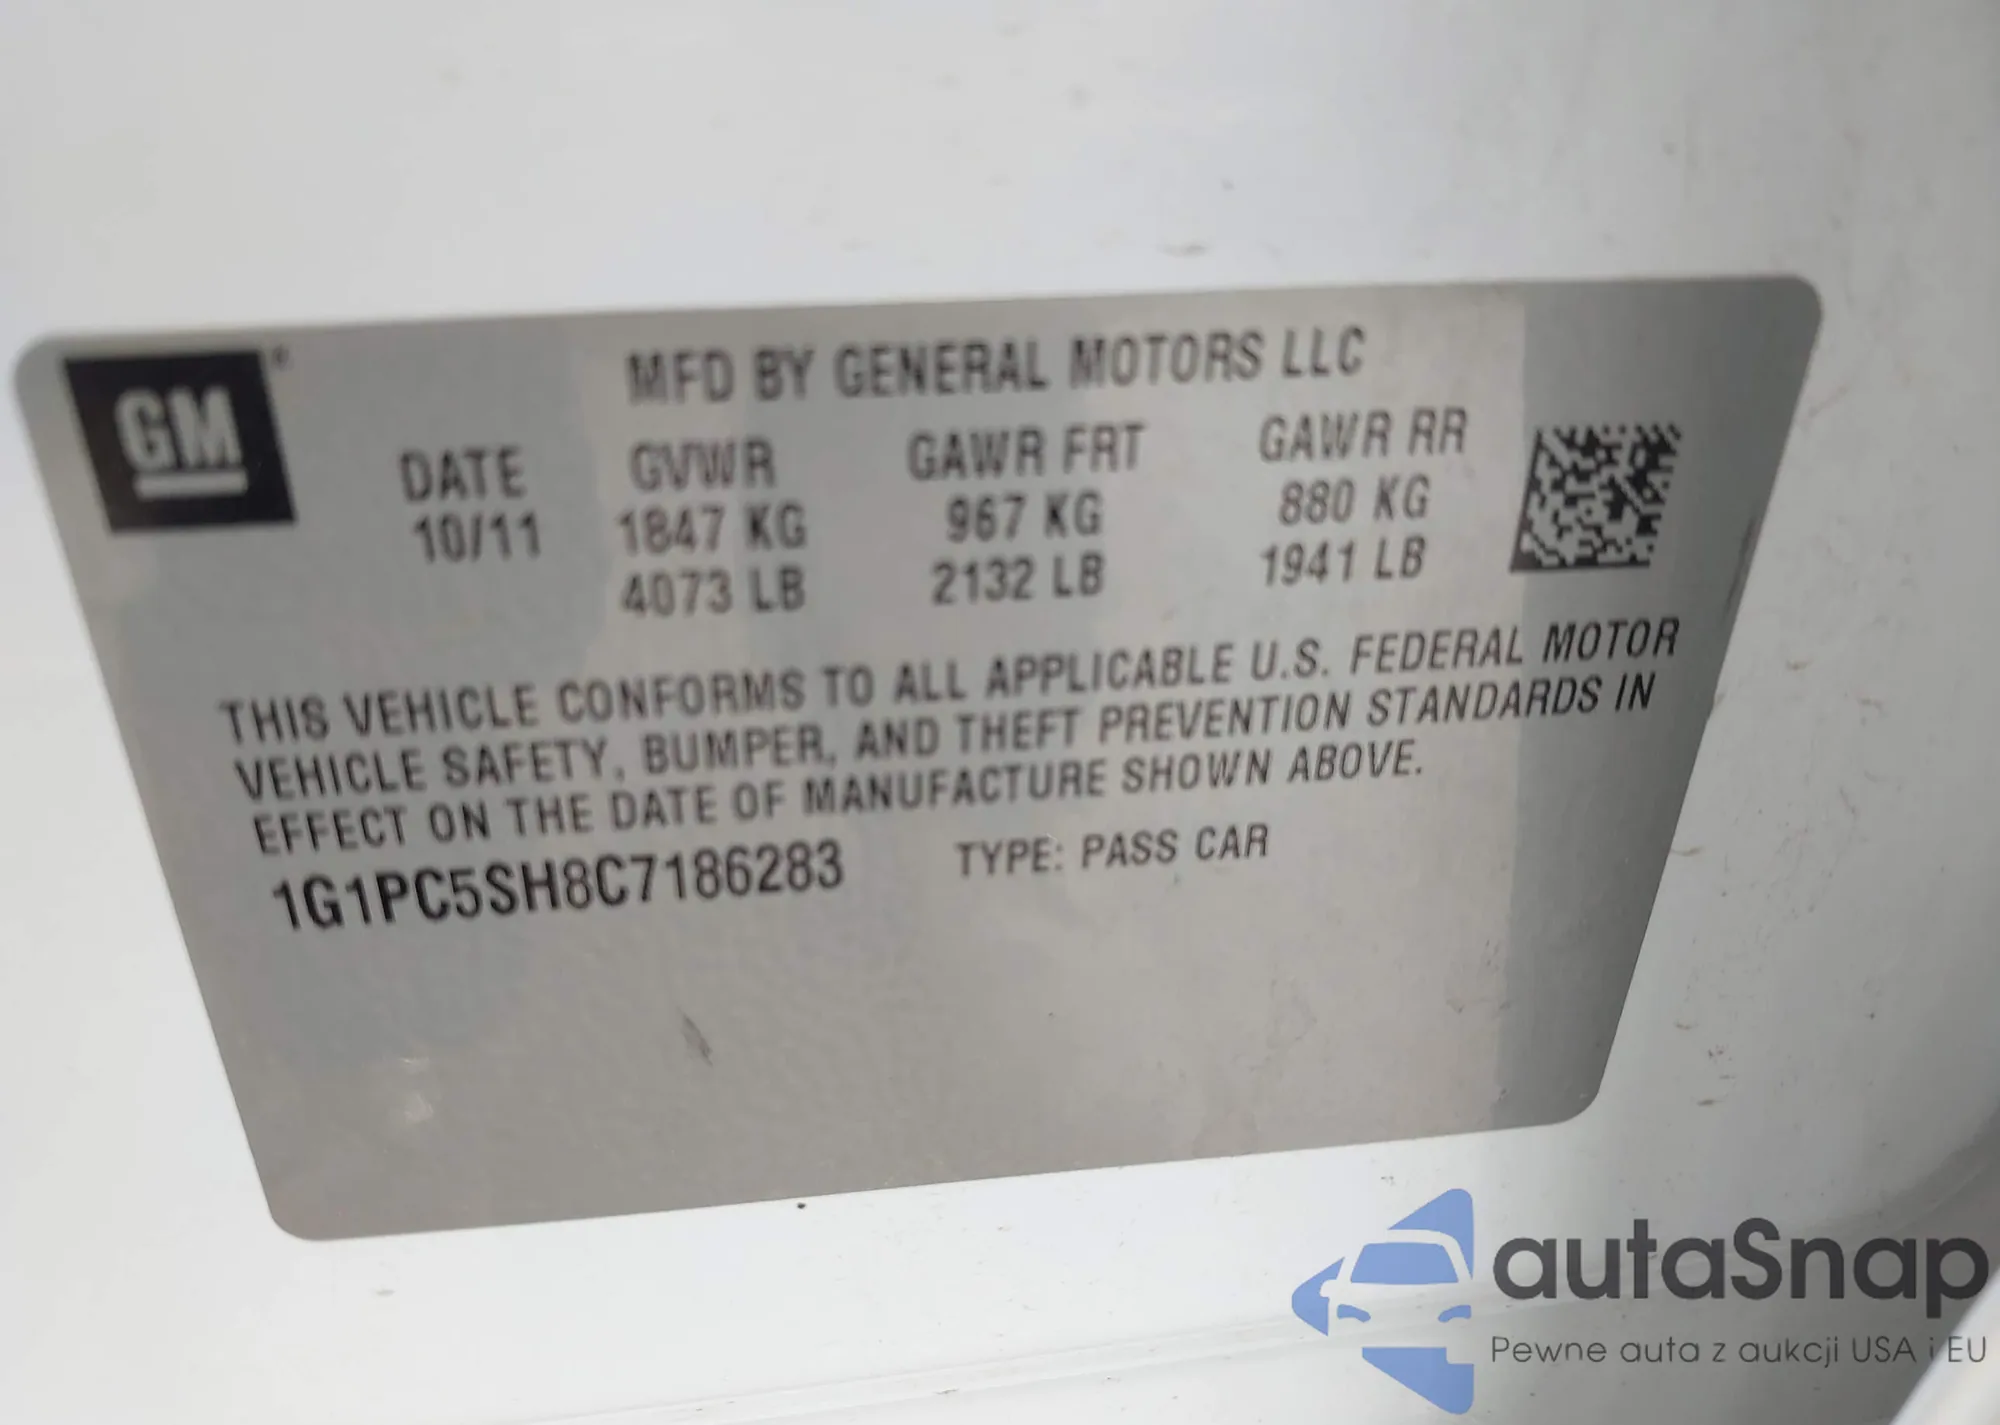 GM ®
MFD BY GENERAL MOTORS LLC
DATE GVWR GAWR FRT GAWR RR
10/11 1847 KG 967 KG 880 KG
4073 LB 2132 LB 1941 LB
THIS VEHICLE CONFORMS TO ALL APPLICABLE U.S. FEDERAL MOTOR
VEHICLE SAFETY, BUMPER, AND THEFT PREVENTION STANDARDS IN
EFFECT ON THE DATE OF MANUFACTURE SHOWN ABOVE.
1G1PC5SH8C7186283 TYPE: PASS CAR
autaSnap
Pewne auta z aukcji USA i EU